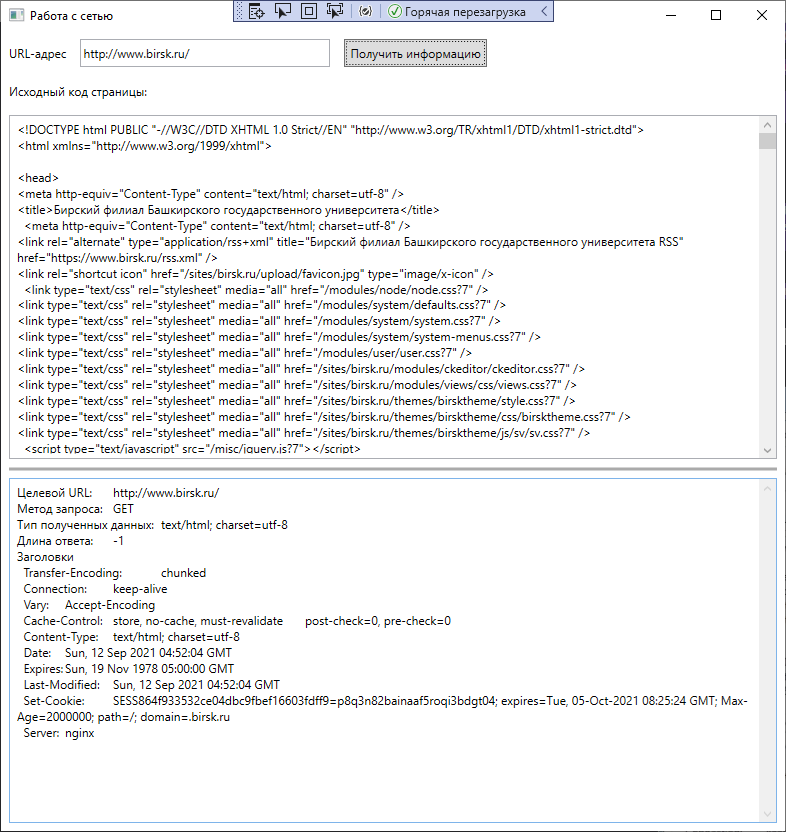 Работа с сетью
Горячая перезагрузка
URL-адрес http://www.birsk.ru/ Получить информацию
Исходный код страницы:
<!DOCTYPE html PUBLIC "-//W3C//DTD XHTML 1.0 Strict//EN" "http://www.w3.org/TR/xhtml1/DTD/xhtml1-strict.dtd">
<html xmlns="http://www.w3.org/1999/xhtml">
<head>
<meta http-equiv="Content-Type" content="text/html; charset=utf-8" />
<title>Бирский филиал Башкирского государственного университета</title>
<meta http-equiv="Content-Type" content="text/html; charset=utf-8" />
<link rel="alternate" type="application/rss+xml" title="Бирский филиал Башкирского государственного университета RSS"
href="https://www.birsk.ru/rss.xml" />
<link rel="shortcut icon" href="/sites/birsk.ru/upload/favicon.jpg" type="image/x-icon" />
<link type="text/css" rel="stylesheet" media="all" href="/modules/node/node.css?7" />
<link type="text/css" rel="stylesheet" media="all" href="/modules/system/defaults.css?7" />
<link type="text/css" rel="stylesheet" media="all" href="/modules/system/system.css?7" />
<link type="text/css" rel="stylesheet" media="all" href="/modules/system/system-menus.css?7" />
<link type="text/css" rel="stylesheet" media="all" href="/modules/user/user.css?7" />
<link type="text/css" rel="stylesheet" media="all" href="/sites/birsk.ru/modules/ckeditor/ckeditor.css?7" />
<link type="text/css" rel="stylesheet" media="all" href="/sites/birsk.ru/modules/views/css/views.css?7" />
<link type="text/css" rel="stylesheet" media="all" href="/sites/birsk.ru/themes/birsktheme/style.css?7" />
<link type="text/css" rel="stylesheet" media="all" href="/sites/birsk.ru/themes/birsktheme/css/birsktheme.css?7" />
<link type="text/css" rel="stylesheet" media="all" href="/sites/birsk.ru/themes/birsktheme/js/sv/sv.css?7" />
<script type="text/javascript" src="/misc/jquery.js?7"></script>
Целевой URL: http://www.birsk.ru/
Метод запроса: GET
Тип полученных данных: text/html; charset=utf-8
Длина ответа: -1
Заголовки
Transfer-Encoding: chunked
Connection: keep-alive
Vary: Accept-Encoding
Cache-Control: store, no-cache, must-revalidate post-check=0, pre-check=0
Content-Type: text/html; charset=utf-8
Date: Sun, 12 Sep 2021 04:52:04 GMT
Expires: Sun, 19 Nov 1978 05:00:00 GMT
Last-Modified: Sun, 12 Sep 2021 04:52:04 GMT
Set-Cookie: SESS864f933532ce04dbc9fbef16603fdff9=p8q3n82bainaaf5roqi3bdgt04; expires=Tue, 05-Oct-2021 08:25:24 GMT; Max-
Age=2000000; path=/; domain=.birsk.ru
Server: nginx